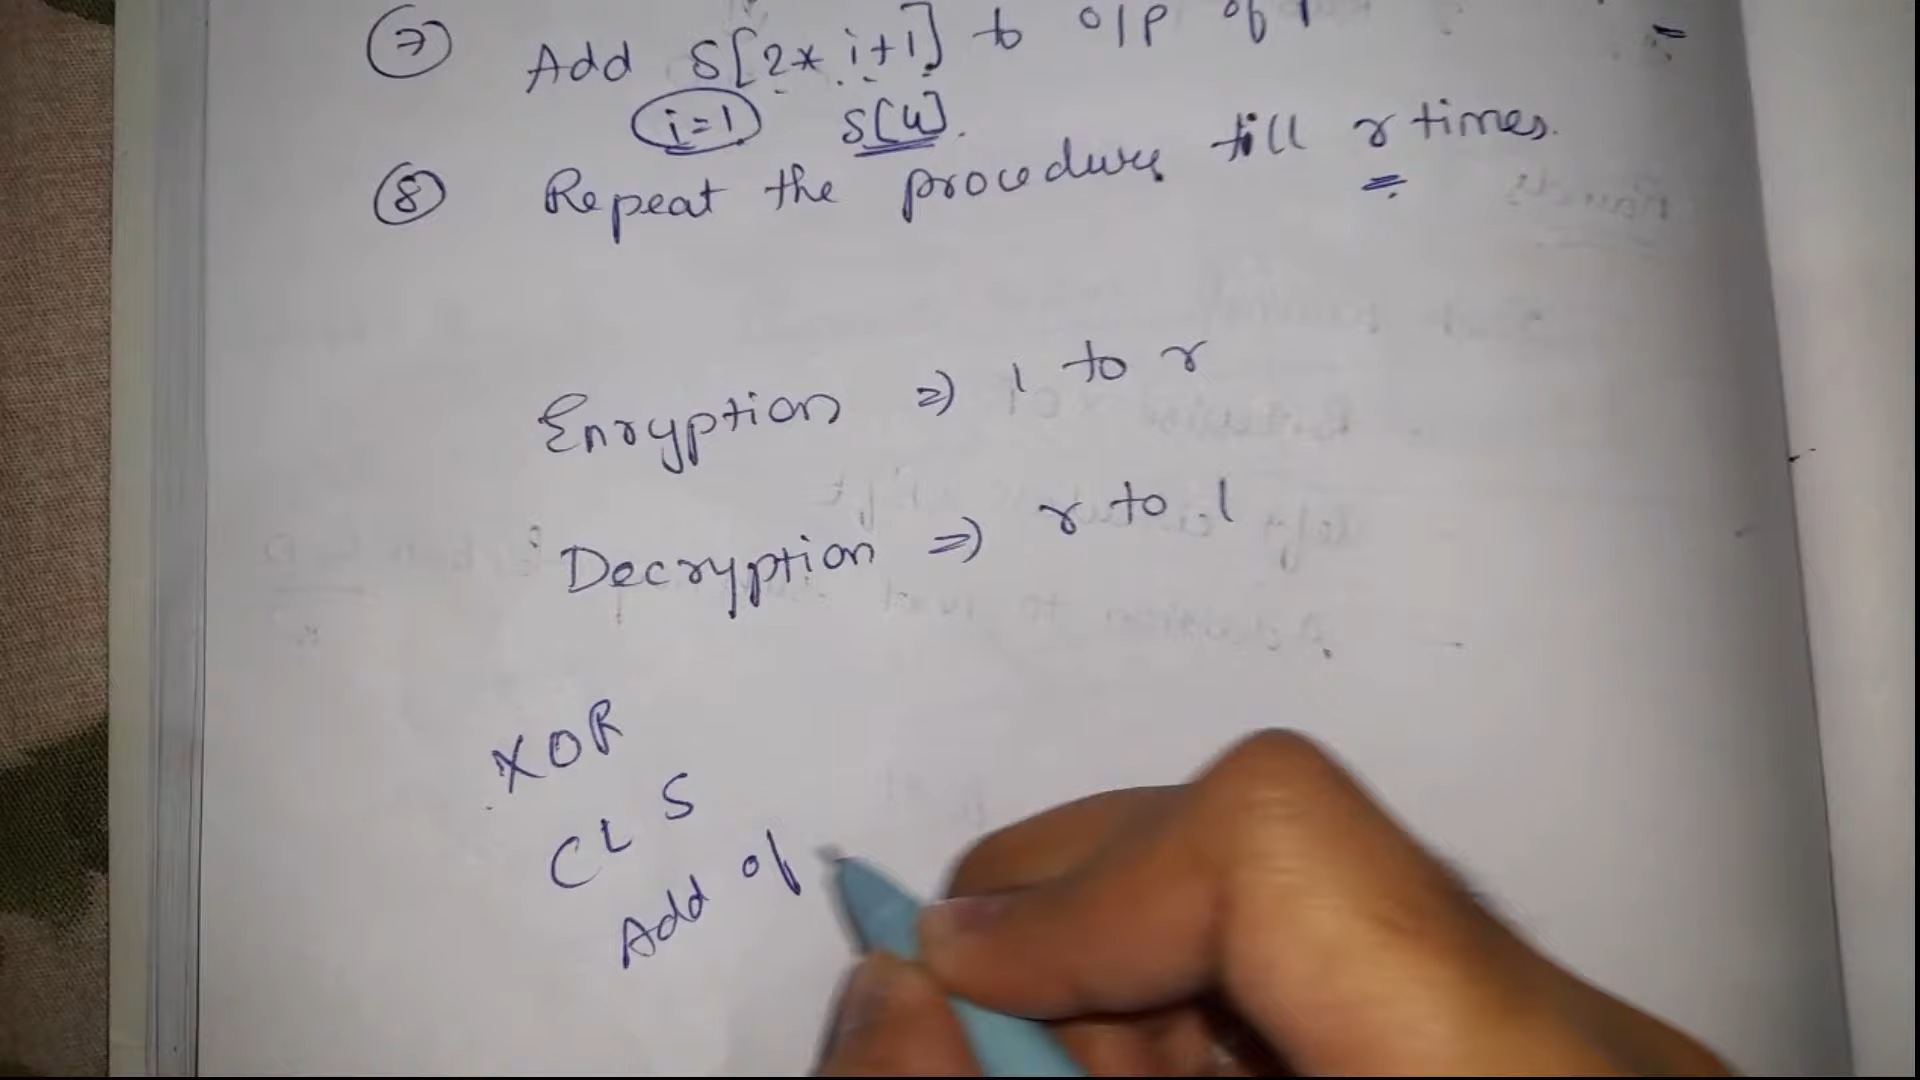 ⑦ Add S[2* i+1] to o/p of
i=1 S[4].
⑧ Repeat the procedure till r times.
Enryption ⇒ 1 to r
Decryption ⇒ r to 1
XOR
CLS
Add of